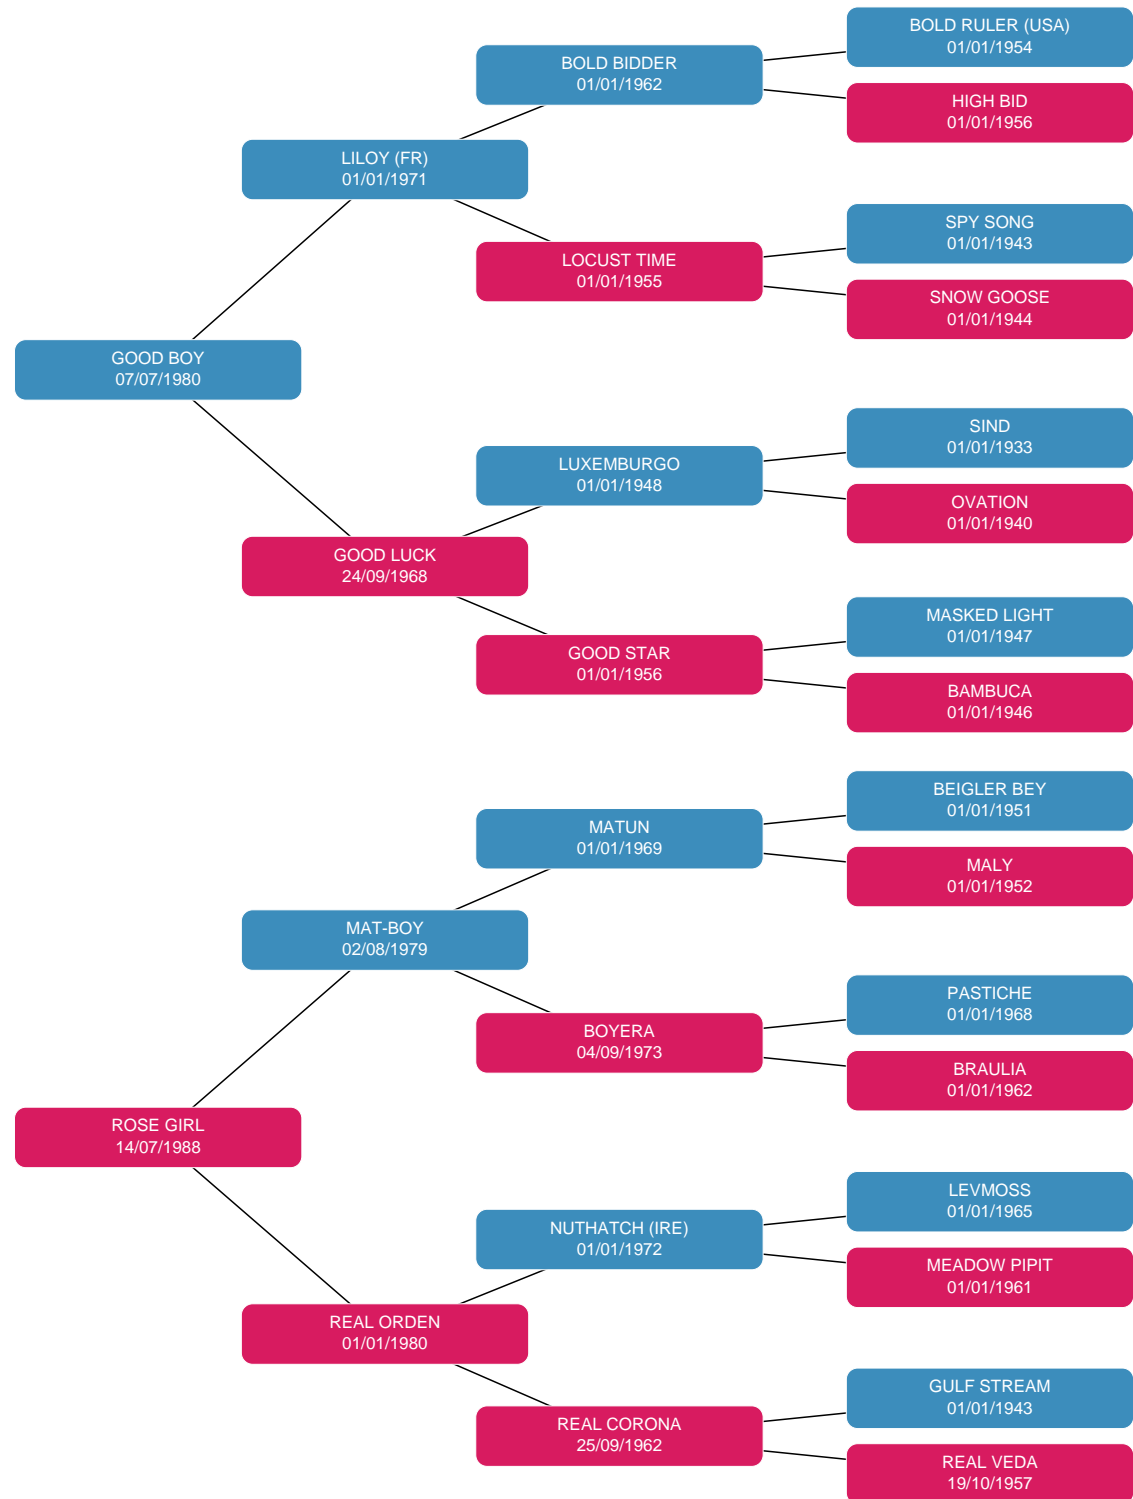 BOLD RULER (USA)
01/01/1954
BOLD BIDDER
01/01/1962
HIGH BID
01/01/1956
LILOY (FR)
01/01/1971
SPY SONG
01/01/1943
LOCUST TIME
01/01/1955
SNOW GOOSE
01/01/1944
GOOD BOY
07/07/1980
SIND
01/01/1933
LUXEMBURGO
01/01/1948
OVATION
01/01/1940
GOOD LUCK
24/09/1968
MASKED LIGHT
01/01/1947
GOOD STAR
01/01/1956
BAMBUCA
01/01/1946
BEIGLER BEY
01/01/1951
MATUN
01/01/1969
MALY
01/01/1952
MAT-BOY
02/08/1979
PASTICHE
01/01/1968
BOYERA
04/09/1973
BRAULIA
01/01/1962
ROSE GIRL
14/07/1988
LEVMOSS
01/01/1965
NUTHATCH (IRE)
01/01/1972
MEADOW PIPIT
01/01/1961
REAL ORDEN
01/01/1980
GULF STREAM
01/01/1943
REAL CORONA
25/09/1962
REAL VEDA
19/10/1957